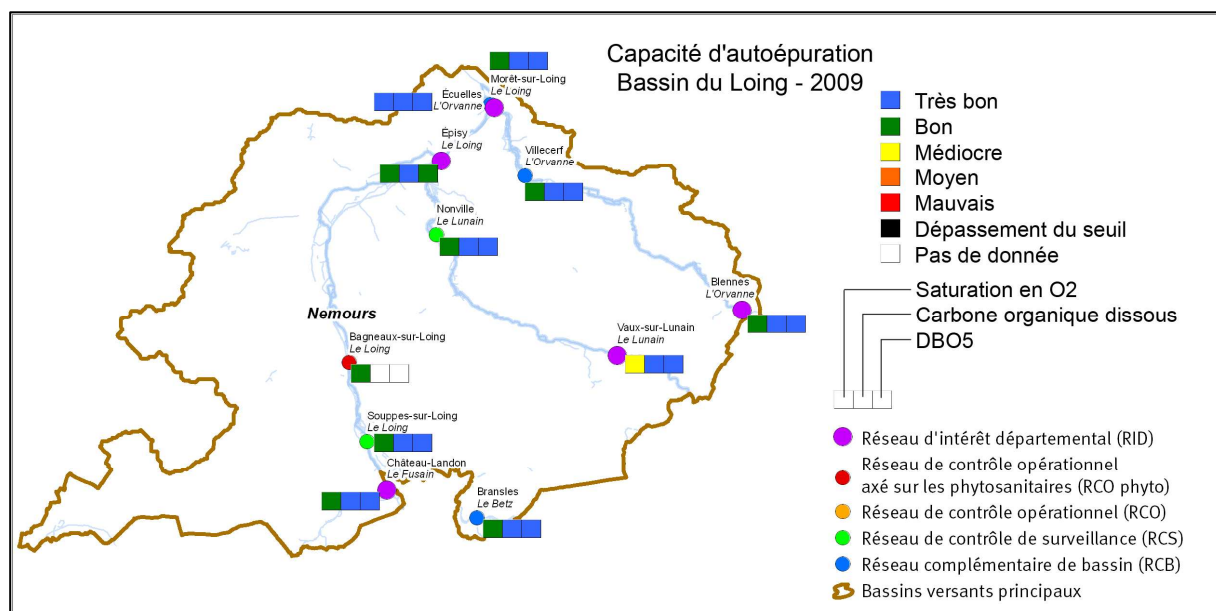 Capacité d'autoépuration
Bassin du Loing - 2009
Morêt-sur-Loing
Le Loing
Écuelles
L'Orvanne
Épisy
Le Loing
Villecerf
L'Orvanne
Nonville
Le Lunain
Blennes
L'Orvanne
Nemours
Bagneaux-sur-Loing
Le Loing
Vaux-sur-Lunain
Le Lunain
Souppes-sur-Loing
Le Loing
Château-Landon
Le Fusain
Bransles
Le Betz
Très bon
Bon
Médiocre
Moyen
Mauvais
Dépassement du seuil
Pas de donnée
Saturation en O2
Carbone organique dissous
DBO5
Réseau d'intérêt départemental (RID)
Réseau de contrôle opérationnel
axé sur les phytosanitaires (RCO phyto)
Réseau de contrôle opérationnel (RCO)
Réseau de contrôle de surveillance (RCS)
Réseau complémentaire de bassin (RCB)
Bassins versants principaux